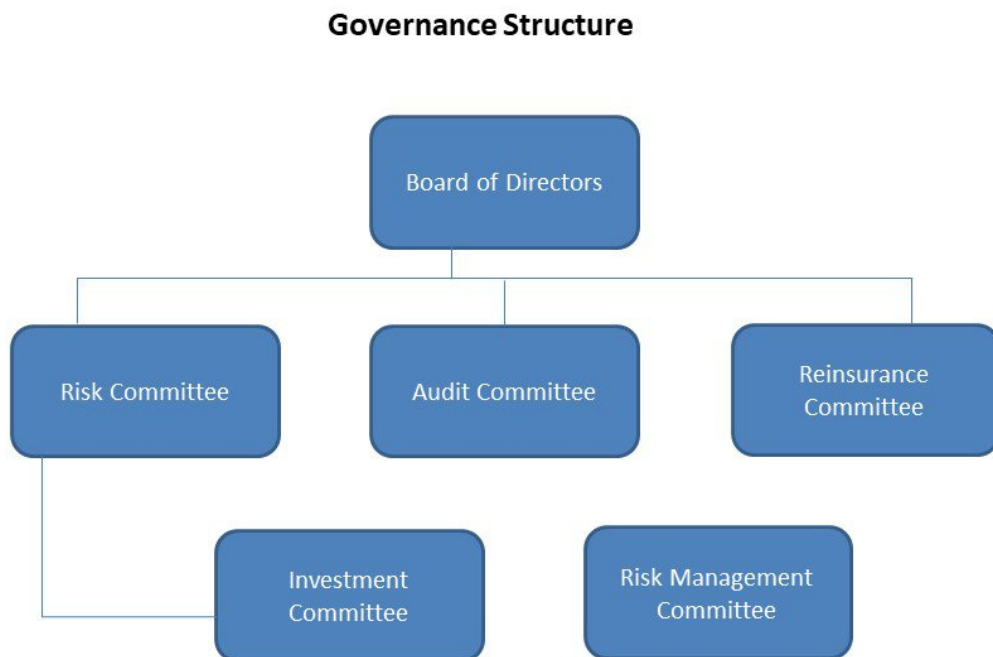 Governance Structure
Board of Directors
Risk Committee
Audit Committee
Reinsurance
Committee
Investment
Committee
Risk Management
Committee